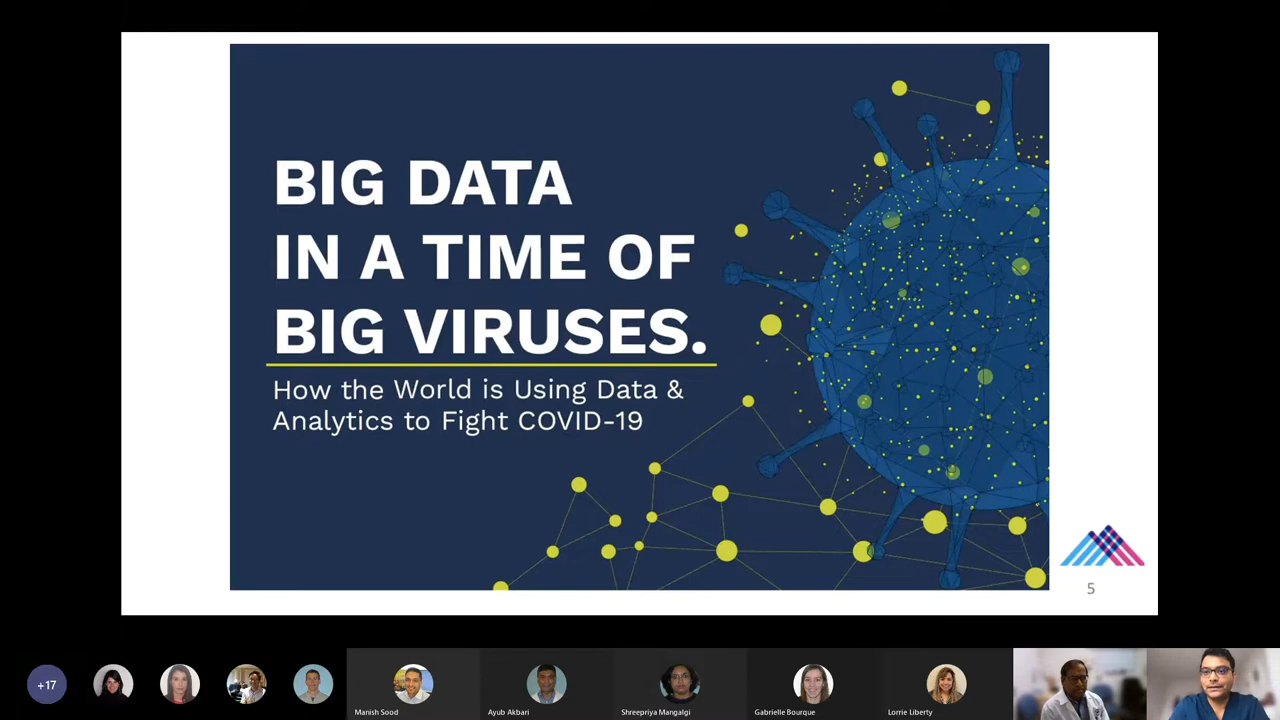 BIG DATA
IN A TIME OF
BIG VIRUSES.
How the World is Using Data &
Analytics to Fight COVID-19
5
+17
Manish Sood
Ayub Akbari
Shreepriya Mangalgi
Gabrielle Bourque
Lorrie Liberty